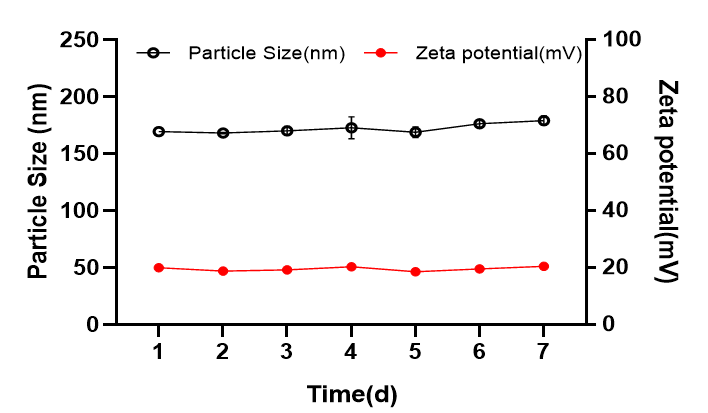 Particle Size(nm) Zeta potential(mV)
Particle Size (nm)
250
200
150
100
50
0
100
80
60
40
20
0
Zeta potential(mV)
1 2 3 4 5 6 7
Time(d)